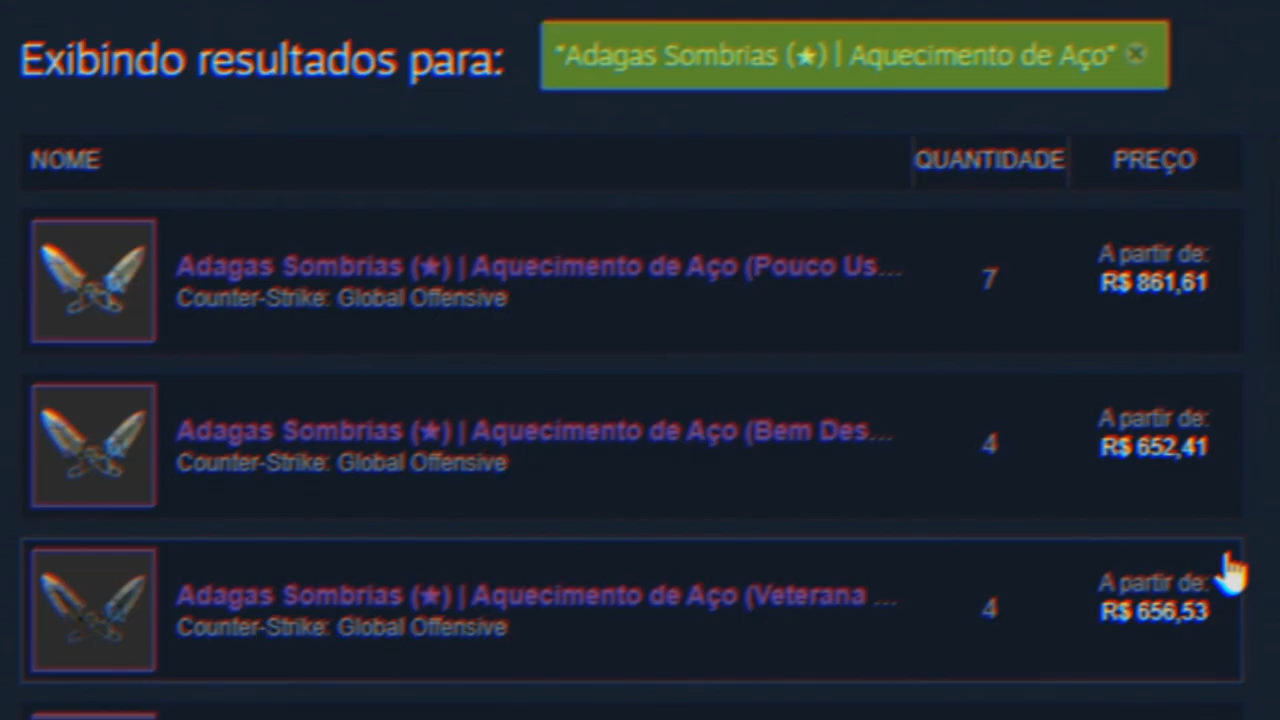 Exibindo resultados para:
"Adagas Sombrias (★) | Aquecimento de Aço"
NOME QUANTIDADE PREÇO
Adagas Sombrias (★) | Aquecimento de Aço (Pouco Us...
Counter-Strike: Global Offensive
7
A partir de:
R$ 861,61
Adagas Sombrias (★) | Aquecimento de Aço (Bem Des...
Counter-Strike: Global Offensive
4
A partir de:
R$ 652,41
Adagas Sombrias (★) | Aquecimento de Aço (Veterana ...
Counter-Strike: Global Offensive
4
A partir de:
R$ 656,53